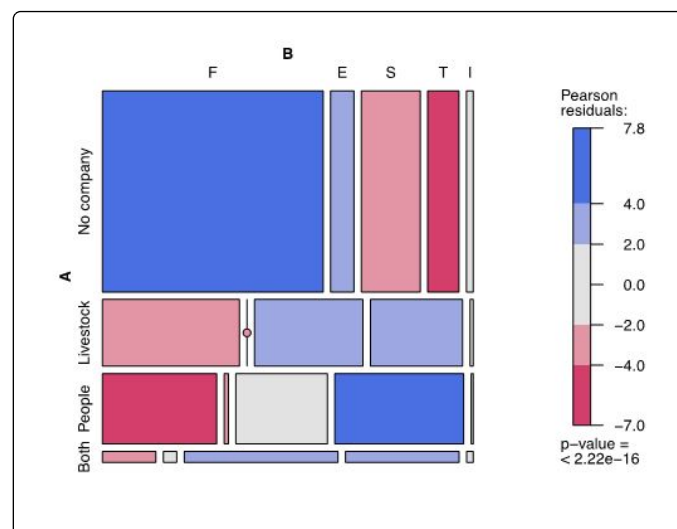 B
F E S T I
A
No company
Livestock
People
Both
Pearson
residuals:
7.8
4.0
2.0
0.0
−2.0
−4.0
−7.0
p−value =
< 2.22e−16